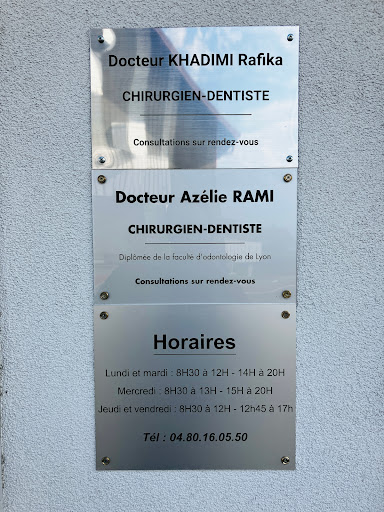 Docteur KHADIMI Rafika
CHIRURGIEN-DENTISTE
Consultations sur rendez-vous
Docteur Azélie RAMI
CHIRURGIEN-DENTISTE
Diplômée de la faculté d'odontologie de Lyon
Consultations sur rendez-vous
Horaires
Lundi et mardi : 8H30 à 12H - 14H à 20H
Mercredi : 8H30 à 13H - 15H à 20H
Jeudi et vendredi : 8H30 à 12H - 12h45 à 17h
Tél : 04.80.16.05.50